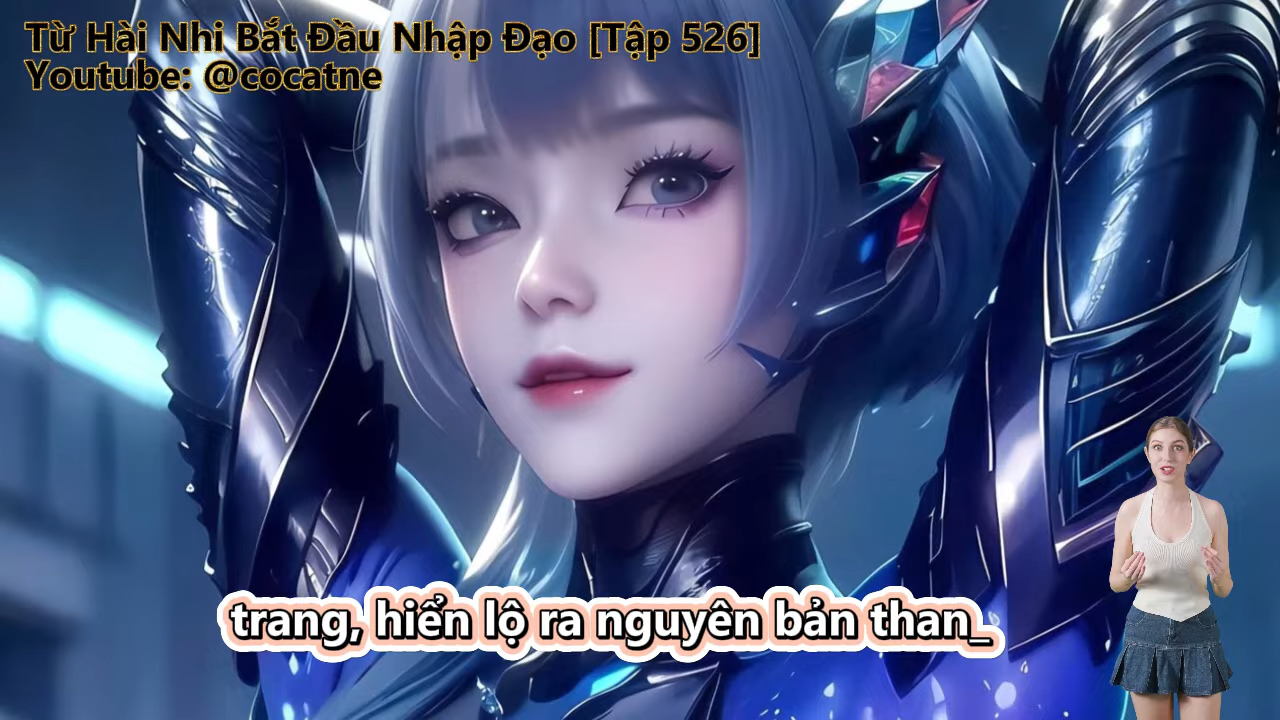 Từ Hài Nhi Bắt Đầu Nhập Đạo [Tập 526]
Youtube: @cocatne
trang, hiển lộ ra nguyên bản than_